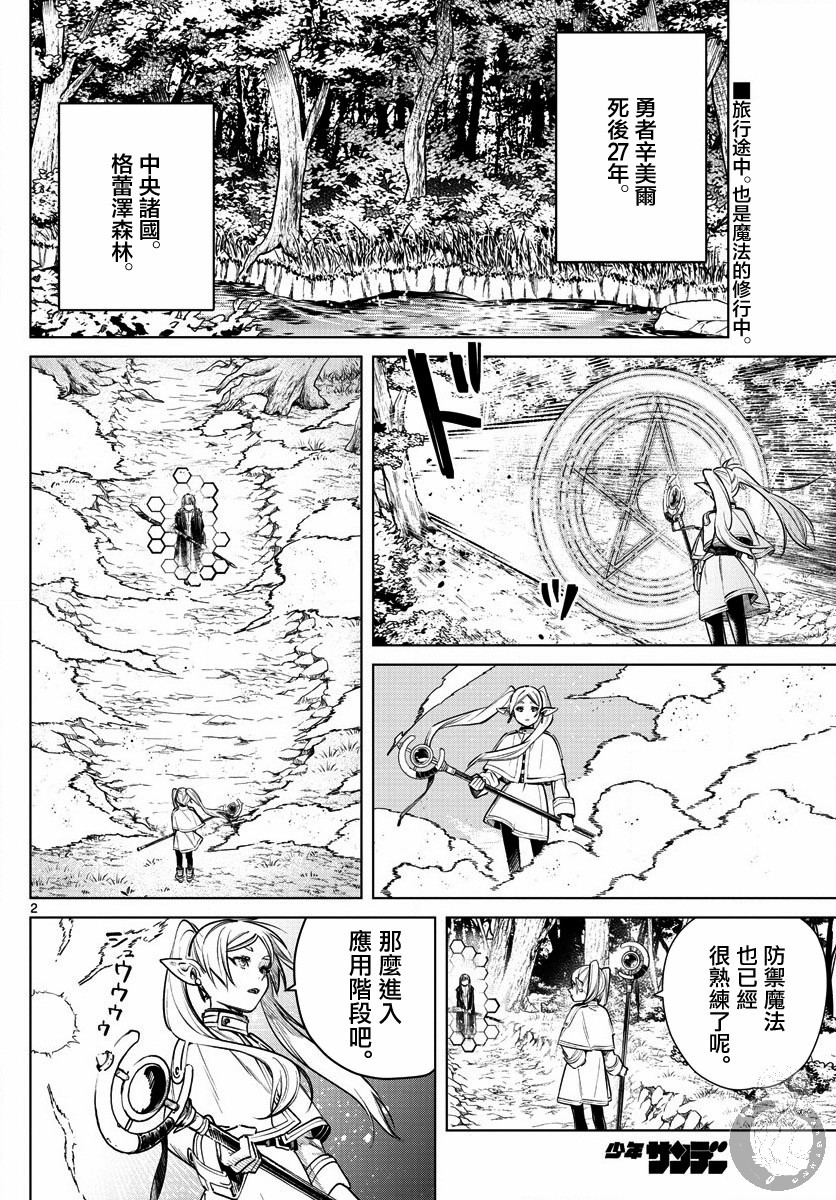 ■旅行途中。也是魔法的修行中。
勇者辛美爾
死後27年。
中央諸國。
格蕾澤森林。
ドドッ
防禦魔法
也已經
很熟練了呢。
那麼進入
應用階段吧。
シュウゥゥゥ
2
少年サンデー